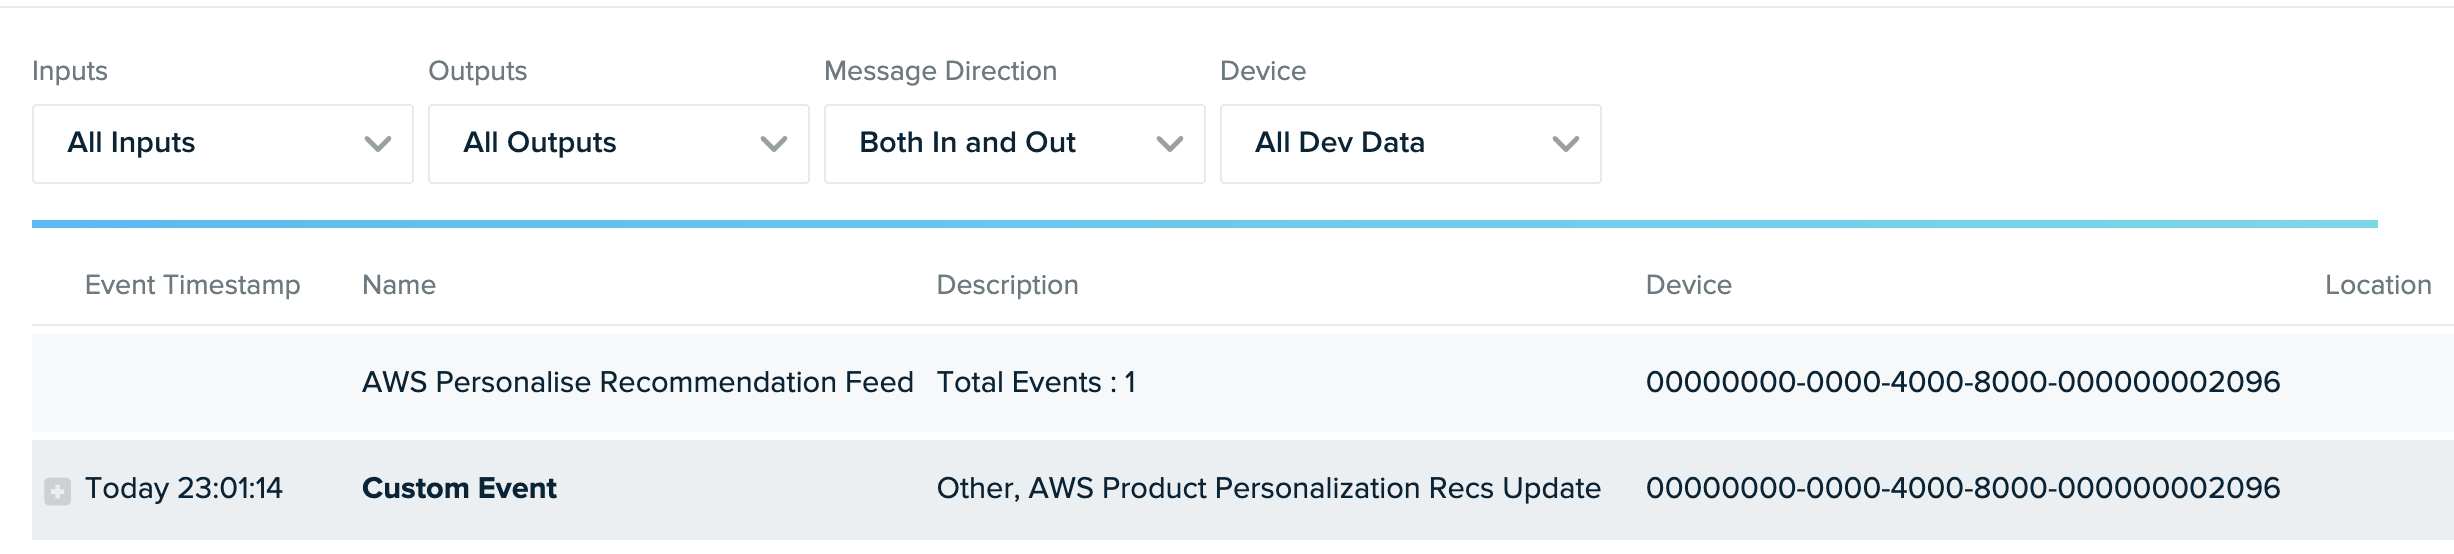 Inputs Outputs Message Direction Device
All Inputs All Outputs Both In and Out All Dev Data
Event Timestamp Name Description Device Location
AWS Personalise Recommendation Feed Total Events : 1 00000000-0000-4000-8000-000000002096
Today 23:01:14 Custom Event Other, AWS Product Personalization Recs Update 00000000-0000-4000-8000-000000002096